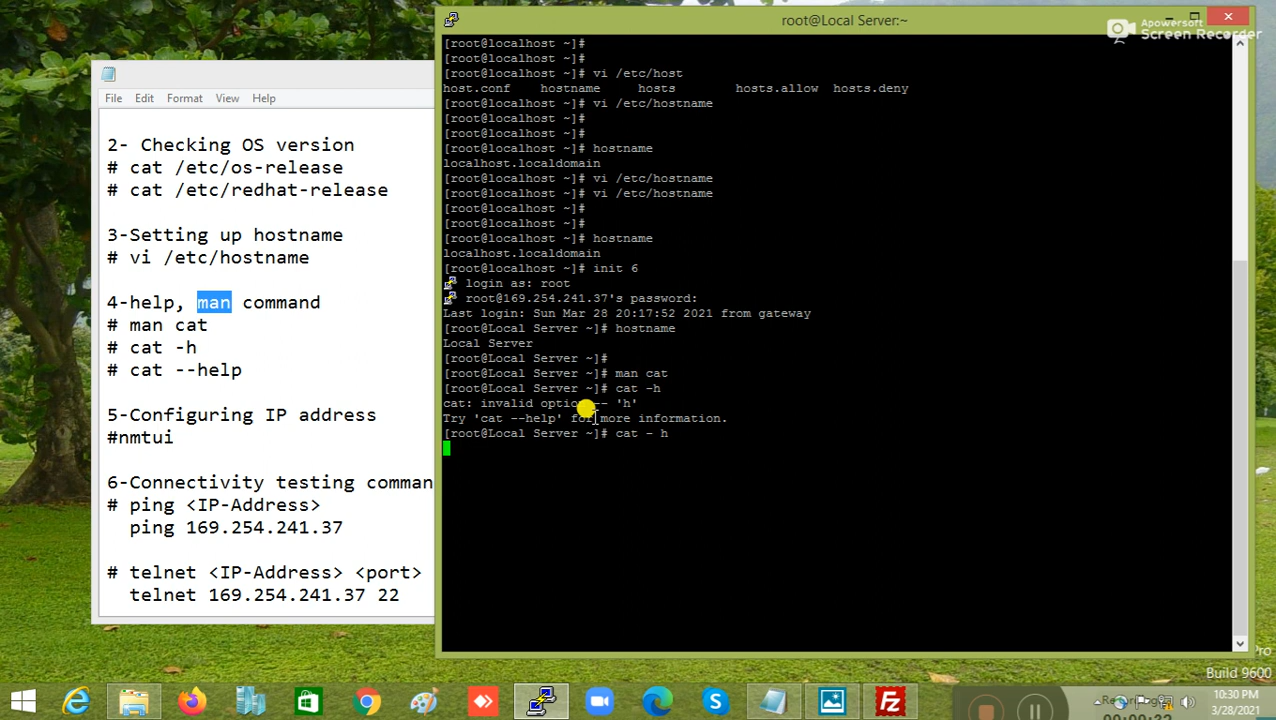 root@Local Server:~
Apowersoft
Screen Recorder
[root@localhost ~]#
[root@localhost ~]#
[root@localhost ~]# vi /etc/host
host.conf hostname hosts hosts.allow hosts.deny
[root@localhost ~]# vi /etc/hostname
[root@localhost ~]#
[root@localhost ~]#
[root@localhost ~]# hostname
localhost.localdomain
[root@localhost ~]# vi /etc/hostname
[root@localhost ~]# vi /etc/hostname
[root@localhost ~]#
[root@localhost ~]#
[root@localhost ~]# hostname
localhost.localdomain
[root@localhost ~]# init 6
login as: root
root@169.254.241.37's password:
Last login: Sun Mar 28 20:17:52 2021 from gateway
[root@Local Server ~]# hostname
Local Server
[root@Local Server ~]#
[root@Local Server ~]# man cat
[root@Local Server ~]# cat -h
cat: invalid option -- 'h'
Try 'cat --help' for more information.
[root@Local Server ~]# cat - h
File Edit Format View Help
2- Checking OS version
# cat /etc/os-release
# cat /etc/redhat-release
3-Setting up hostname
# vi /etc/hostname
4-help, man command
# man cat
# cat -h
# cat --help
5-Configuring IP address
#nmtui
6-Connectivity testing comman
# ping <IP-Address>
ping 169.254.241.37
# telnet <IP-Address> <port>
telnet 169.254.241.37 22
Pro
Build 9600
10:30 PM
3/28/2021